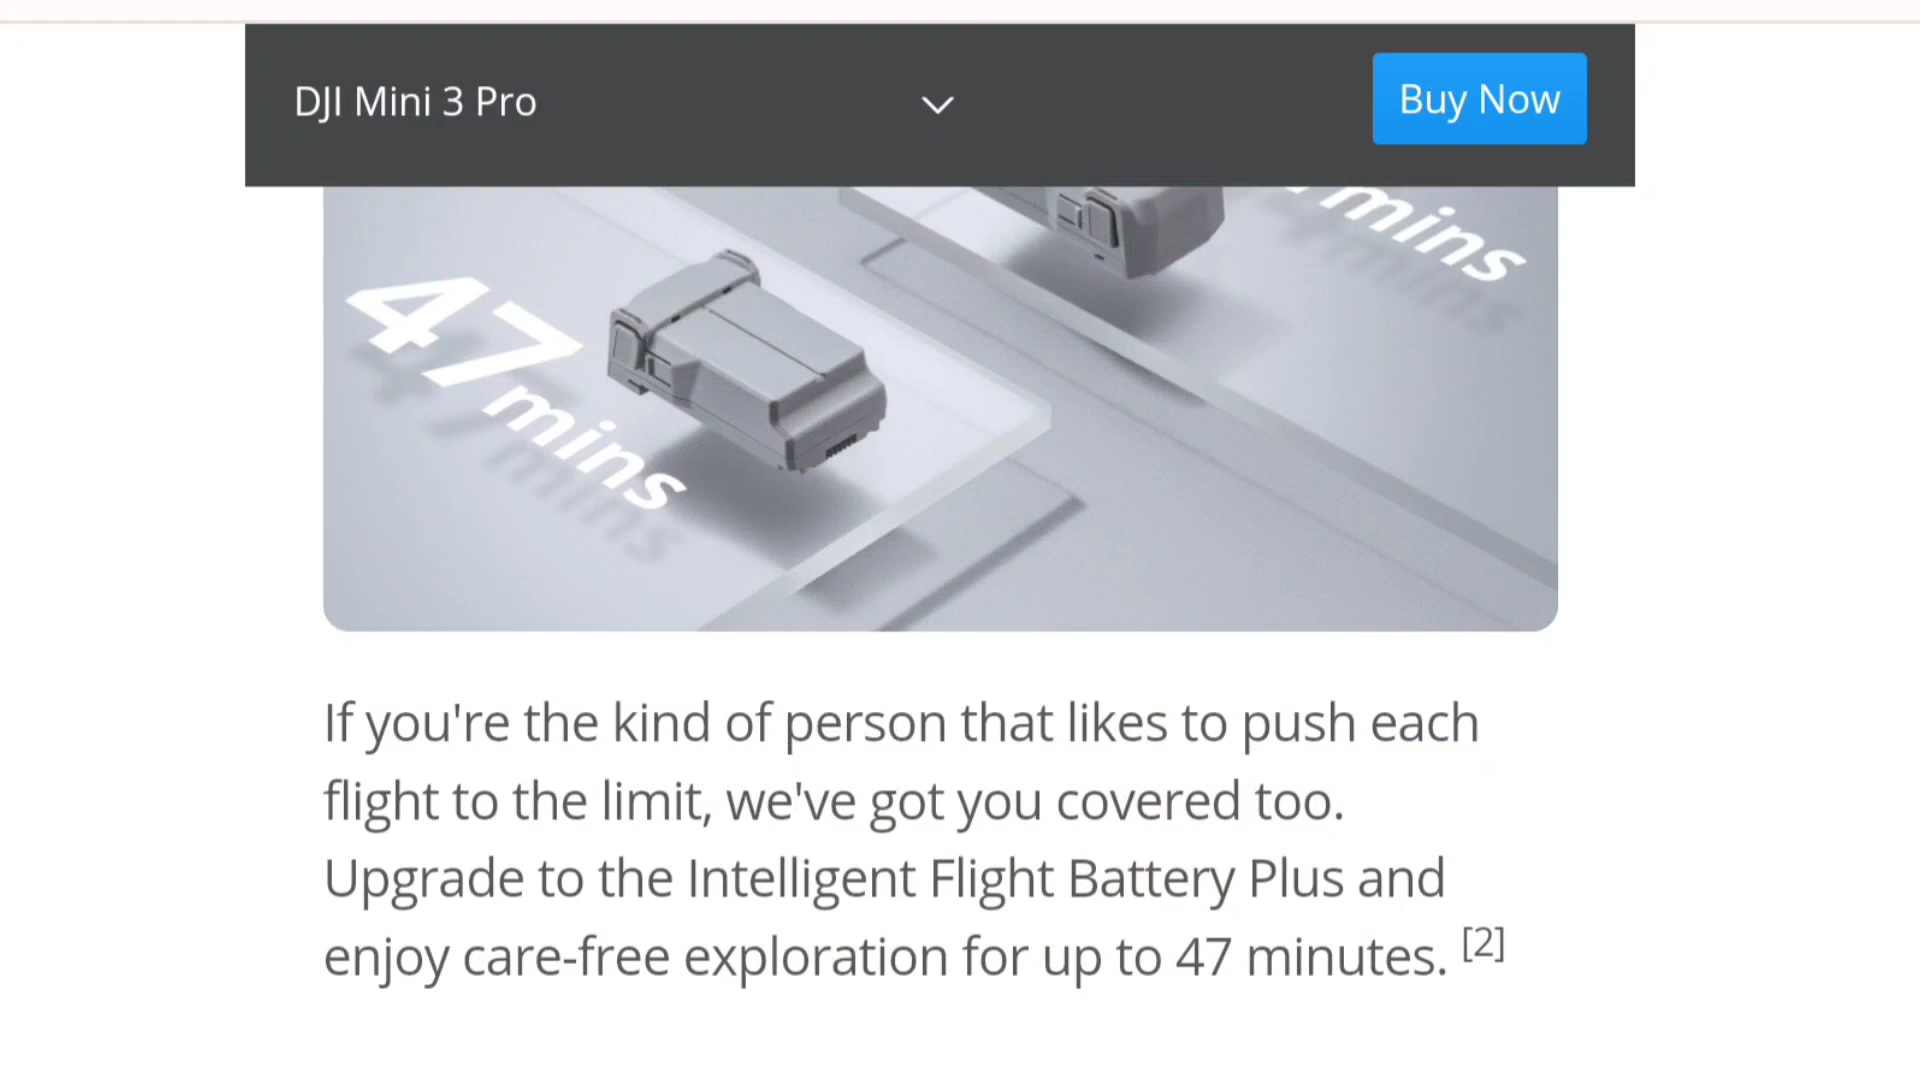 DJI Mini 3 Pro
Buy Now
mins
47
mins
If you're the kind of person that likes to push each
flight to the limit, we've got you covered too.
Upgrade to the Intelligent Flight Battery Plus and
enjoy care-free exploration for up to 47 minutes. [2]